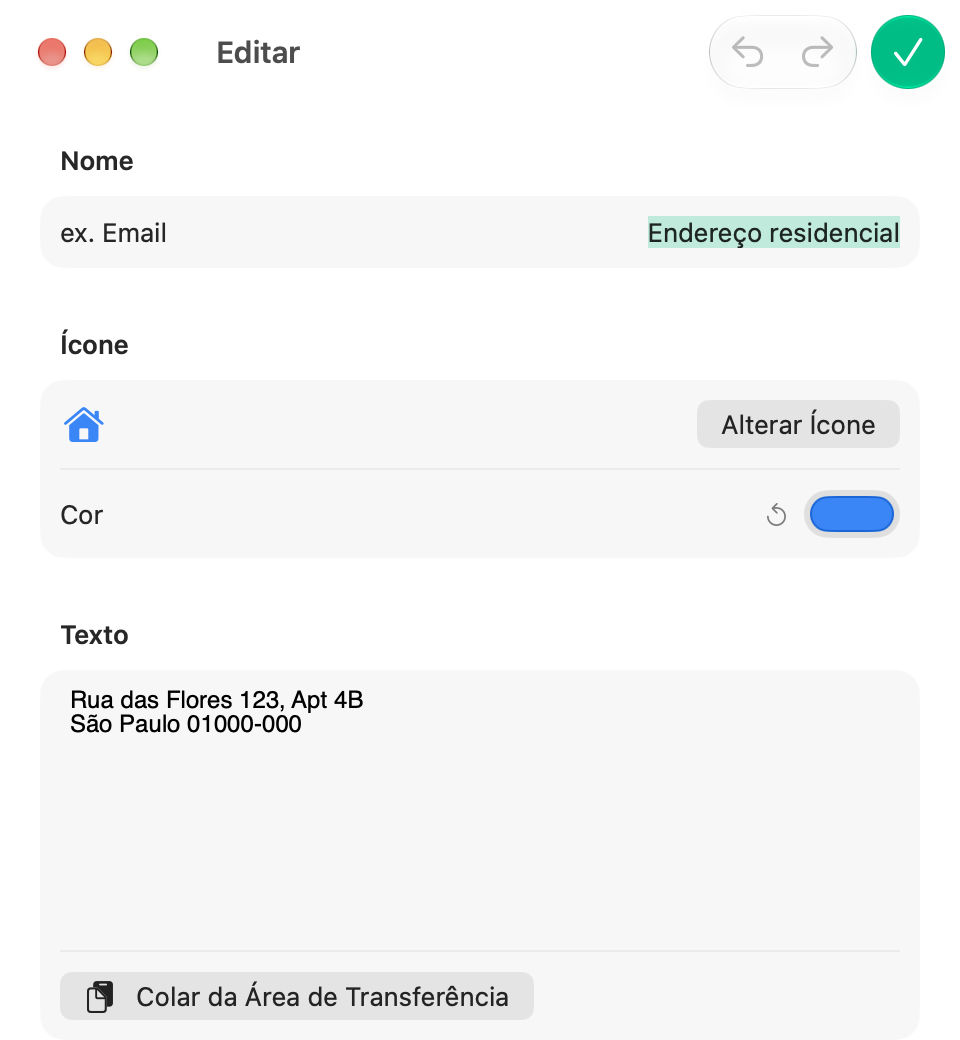 Editar
Nome
ex. Email Endereço residencial
Ícone
Alterar Ícone
Cor
Texto
Rua das Flores 123, Apt 4B
São Paulo 01000-000
Colar da Área de Transferência